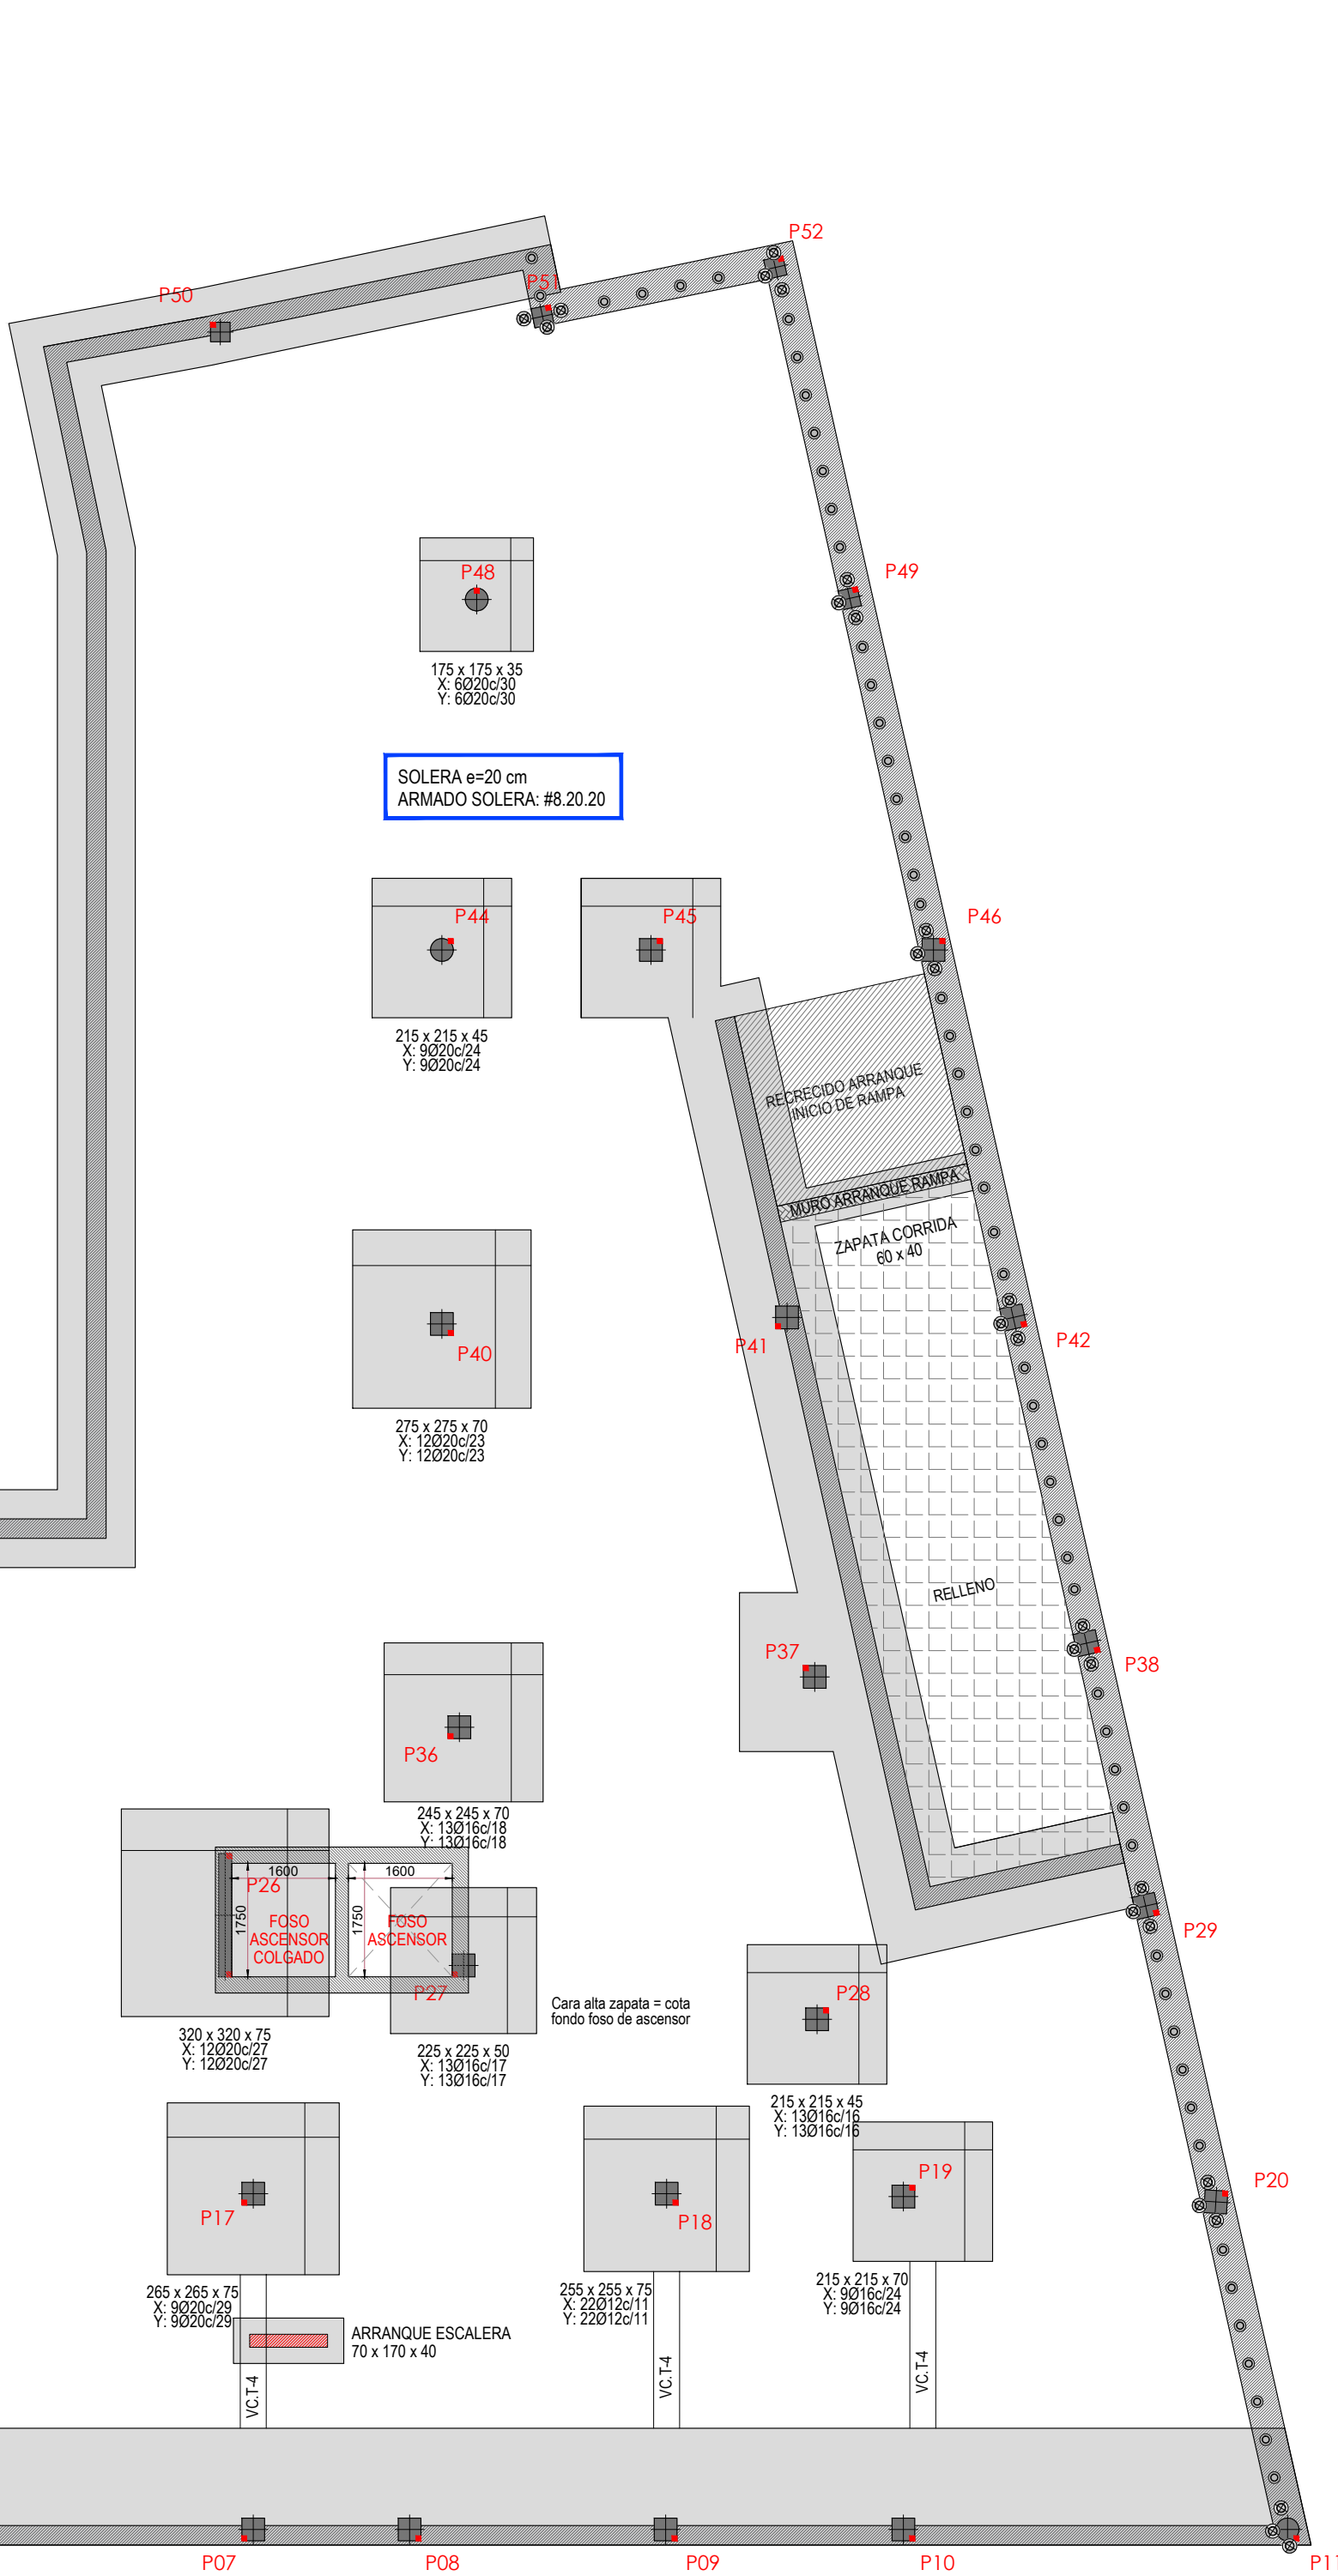 P52
P50
P51
P49
P48
175 x 175 x 35
X: 6Ø20c/30
Y: 6Ø20c/30
SOLERA e=20 cm
ARMADO SOLERA: #8.20.20
P44
P45
P46
215 x 215 x 45
X: 9Ø20c/24
Y: 9Ø20c/24
RECRECIDO ARRANQUE
INICIO DE RAMPA
MURO ARRANQUE RAMPA
ZAPATA CORRIDA
60 x 40
P41
P42
P40
275 x 275 x 70
X: 12Ø20c/23
Y: 12Ø20c/23
RELLENO
P37
P38
P36
245 x 245 x 70
X: 13Ø16c/18
Y: 13Ø16c/18
1600
1600
P26
1750
1750
FOSO
ASCENSOR
COLGADO
FOSO
ASCENSOR
P29
P27
P28
Cara alta zapata = cota
fondo foso de ascensor
320 x 320 x 75
X: 12Ø20c/27
Y: 12Ø20c/27
225 x 225 x 50
X: 13Ø16c/17
Y: 13Ø16c/17
215 x 215 x 45
X: 13Ø16c/16
Y: 13Ø16c/16
P19
P20
P17
P18
265 x 265 x 75
X: 9Ø20c/29
Y: 9Ø20c/29
255 x 255 x 75
X: 22Ø12c/11
Y: 22Ø12c/11
215 x 215 x 70
X: 9Ø16c/24
Y: 9Ø16c/24
ARRANQUE ESCALERA
70 x 170 x 40
VC.T-4
VC.T-4
VC.T-4
P07
P08
P09
P10
P11